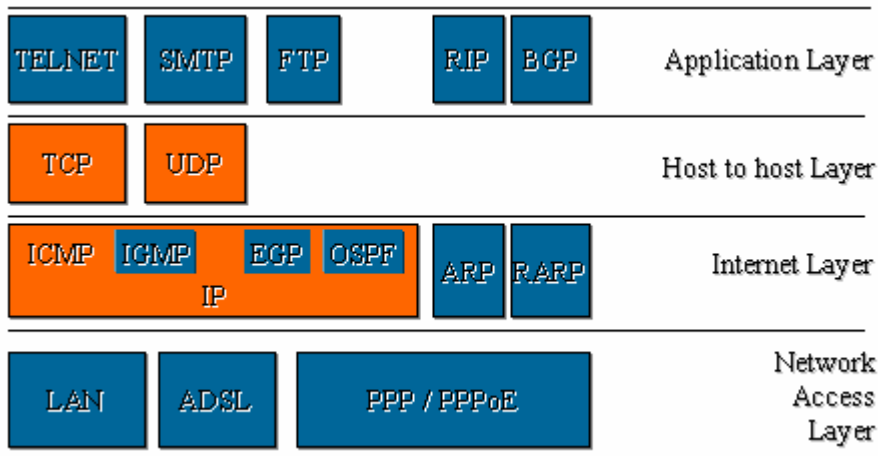 TELNET SMTP FTP RIP BGP Application Layer
TCP UDP Host to host Layer
ICMP IGMP EGP OSPF ARP RARP Internet Layer
IP
LAN ADSL PPP / PPPoE Network
Access
Layer